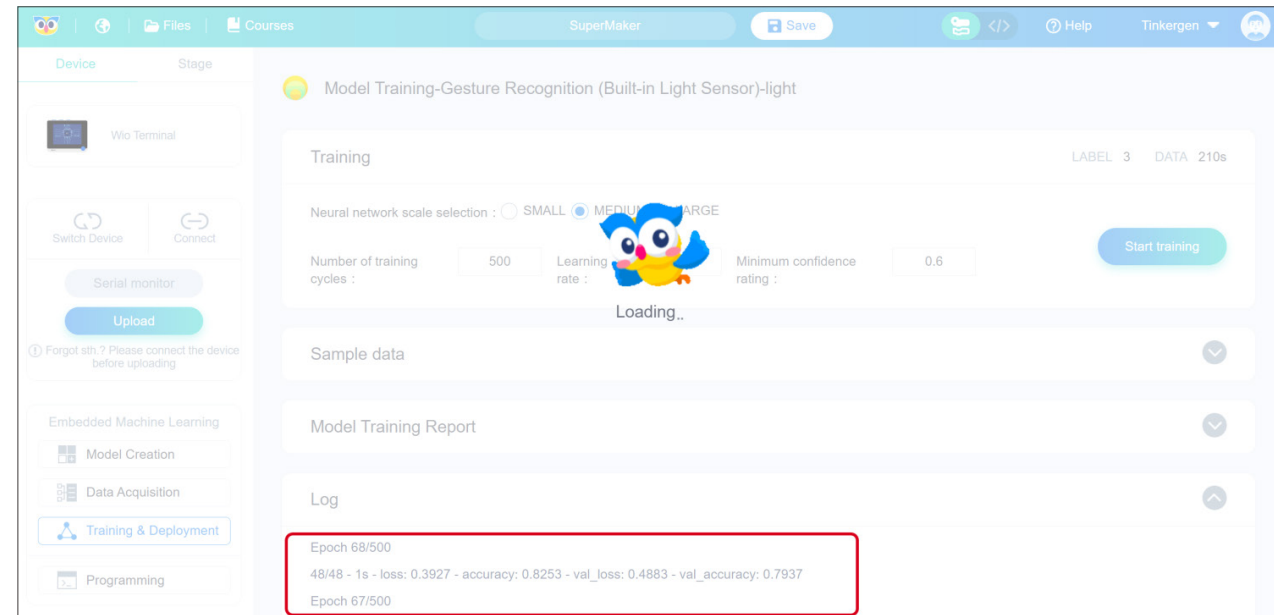 Files
Courses
SuperMaker
Save
</>
Help
Tinkergen
Device
Stage
Model Training-Gesture Recognition (Built-in Light Sensor)-light
Wio Terminal
Training
LABEL 3 DATA 210s
Neural network scale selection : SMALL MEDIUM LARGE
Switch Device
Connect
Number of training
cycles :
500
Learning
rate :
Minimum confidence
rating :
0.6
Start training
Serial monitor
Loading..
Upload
Forgot sth.? Please connect the device
before uploading
Sample data
Embedded Machine Learning
Model Creation
Data Acquisition
Training & Deployment
Programming
Model Training Report
Log
Epoch 68/500
48/48 - 1s - loss: 0.3927 - accuracy: 0.8253 - val_loss: 0.4883 - val_accuracy: 0.7937
Epoch 67/500